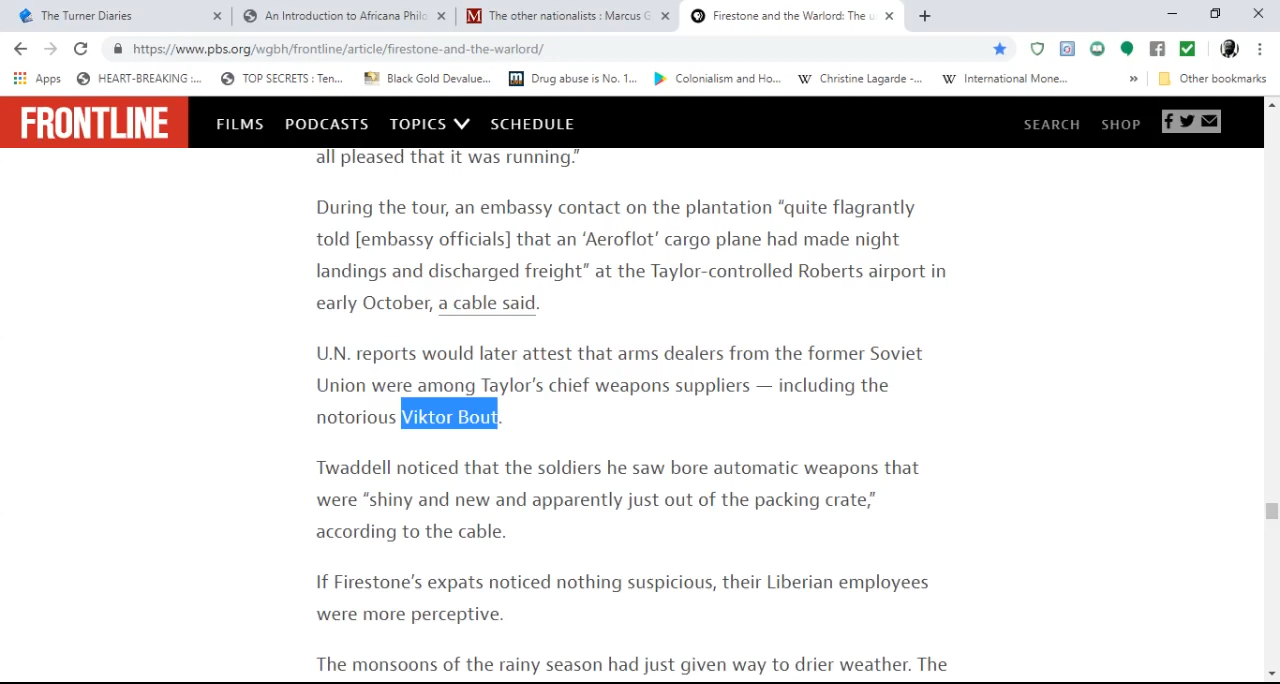 The Turner Diaries
An Introduction to Africana Philo
The other nationalists : Marcus G
Firestone and the Warlord: The u
https://www.pbs.org/wgbh/frontline/article/firestone-and-the-warlord/
Apps
HEART-BREAKING :...
TOP SECRETS : Ten...
Black Gold Devalue...
Drug abuse is No. 1...
Colonialism and Ho...
W Christine Lagarde -...
W International Mone...
»
Other bookmarks
FRONTLINE
FILMS
PODCASTS
TOPICS
SCHEDULE
SEARCH
SHOP
all pleased that it was running.”
During the tour, an embassy contact on the plantation “quite flagrantly
told [embassy officials] that an ‘Aeroflot’ cargo plane had made night
landings and discharged freight” at the Taylor-controlled Roberts airport in
early October, a cable said.
U.N. reports would later attest that arms dealers from the former Soviet
Union were among Taylor’s chief weapons suppliers — including the
notorious Viktor Bout.
Twaddell noticed that the soldiers he saw bore automatic weapons that
were “shiny and new and apparently just out of the packing crate,”
according to the cable.
If Firestone’s expats noticed nothing suspicious, their Liberian employees
were more perceptive.
The monsoons of the rainy season had just given way to drier weather. The